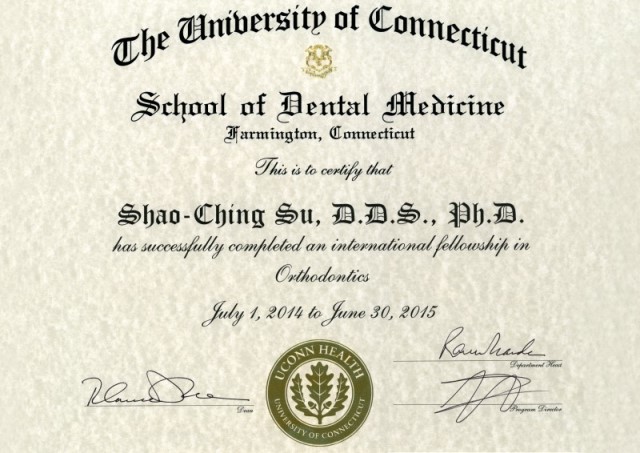 The University of Connecticut
School of Dental Medicine
Farmington, Connecticut
This is to certify that
Shao-Ching Su, D.D.S., Ph.D.
has successfully completed an international fellowship in
Orthodontics
July 1, 2014 to June 30, 2015
Department Head
Dean
Program Director
UCONN HEALTH
UNIVERSITY OF CONNECTICUT